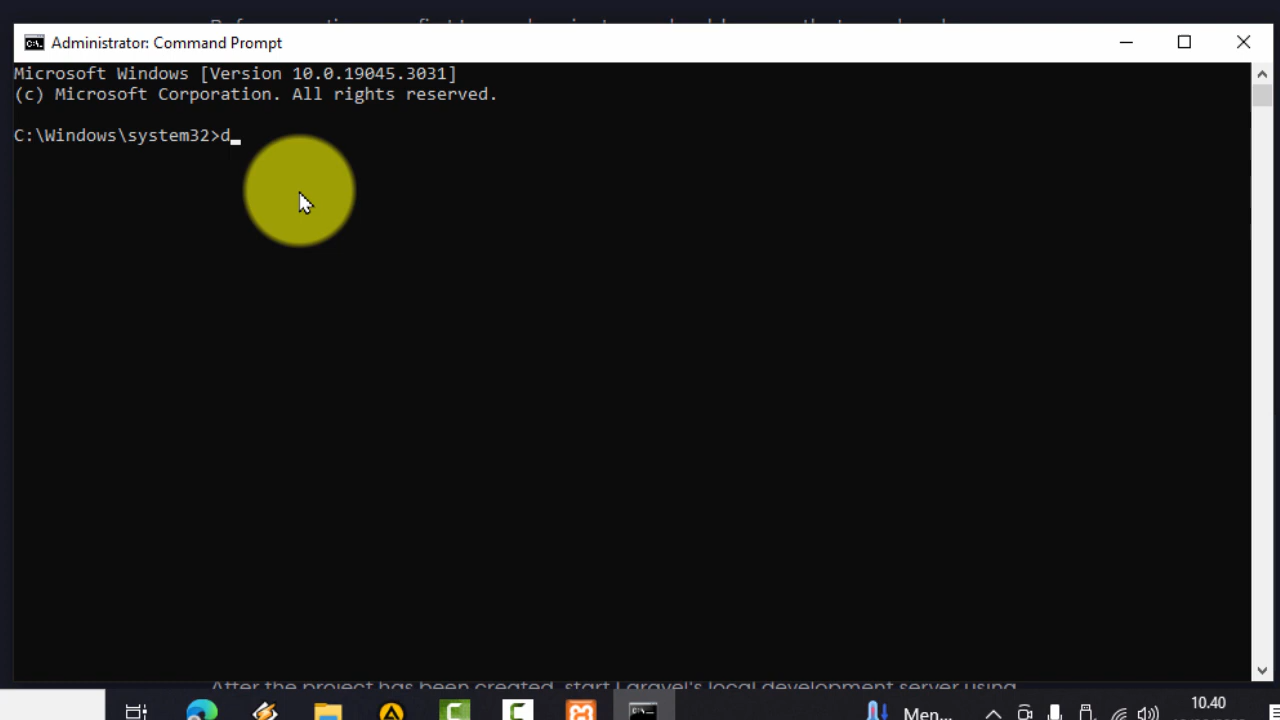 Administrator: Command Prompt
Microsoft Windows [Version 10.0.19045.3031]
(c) Microsoft Corporation. All rights reserved.
C:\Windows\system32>d_
After the project has been created, start Laravel's local development server using
Men...
10.40